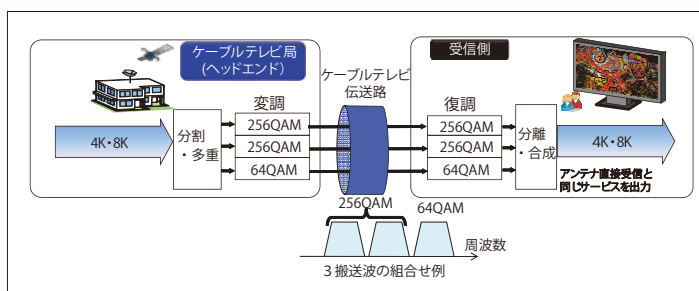 ケーブルテレビ局
(ヘッドエンド)
受信側
ケーブルテレビ
伝送路
変調
復調
4K・8K
分割
・多重
256QAM
256QAM
64QAM
256QAM
256QAM
64QAM
分離
・合成
4K・8K
アンテナ直接受信と
同じサービスを出力
256QAM
64QAM
周波数
3搬送波の組合せ例